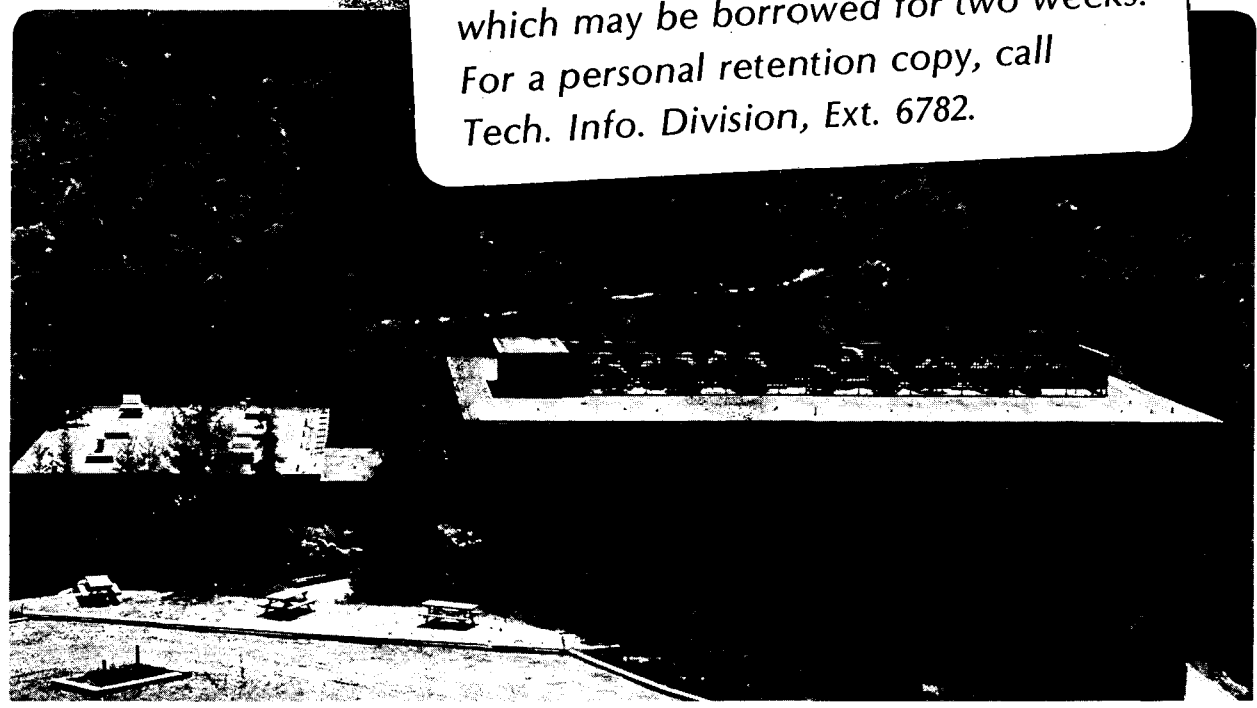 which may be borrowed for two weeks.
For a personal retention copy, call
Tech. Info. Division, Ext. 6782.